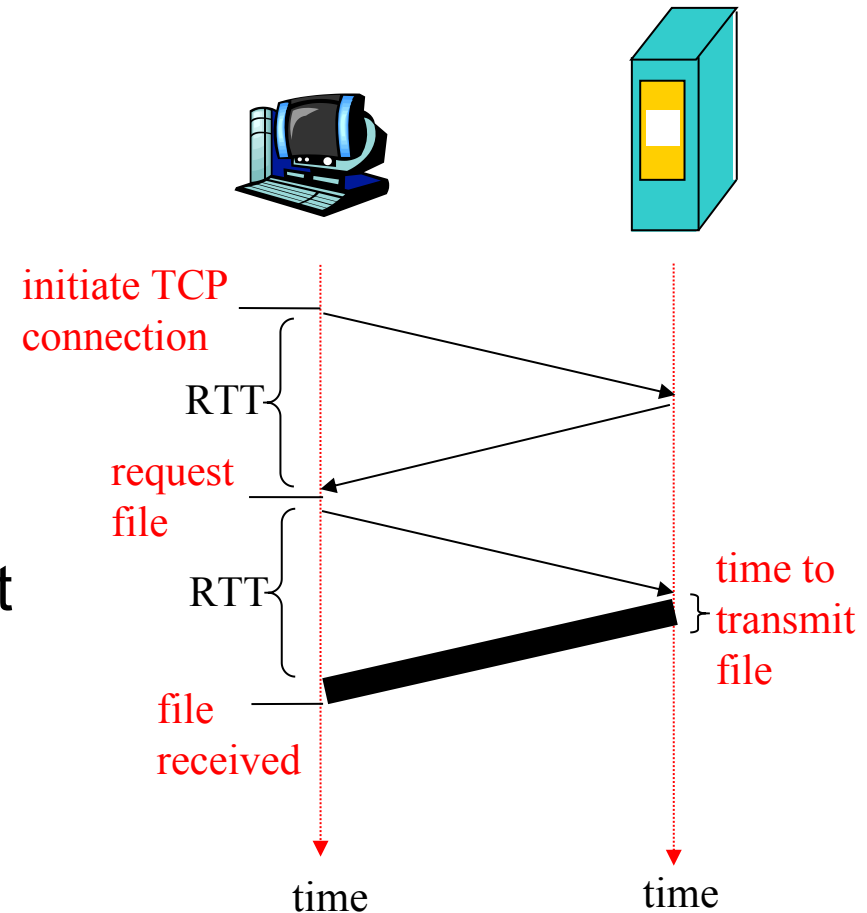 initiate TCP
connection
RTT
request
file
t
RTT
time to
transmit
file
file
received
time
time